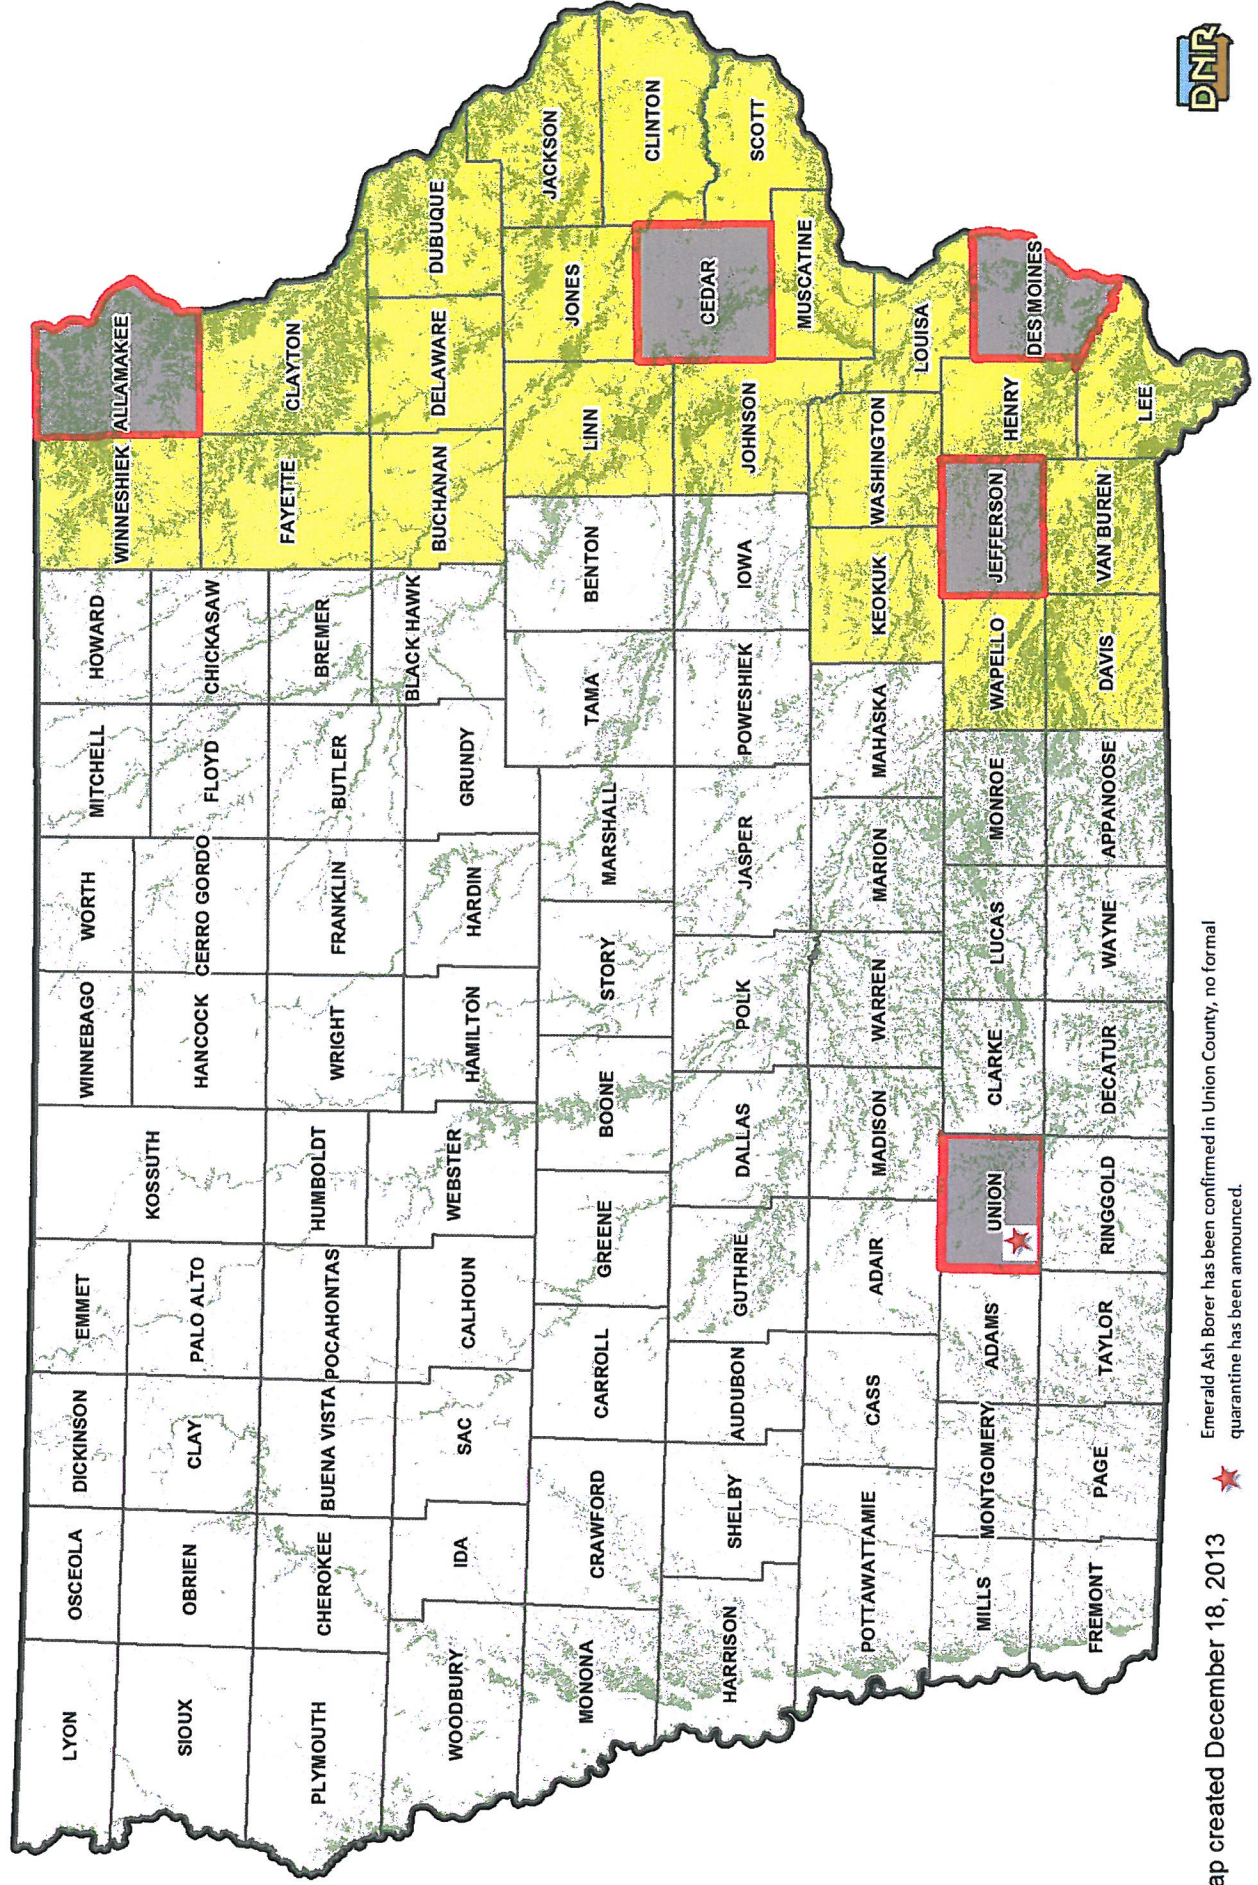 LYON
OSCEOLA
DICKINSON
EMMET
KOSSUTH
WINNEBAGO
WORTH
MITCHELL
HOWARD
WINNESHIEK
ALLAMAKEE
SIOUX
OBRIEN
CLAY
PALO ALTO
HANCOCK
CERRO GORDO
FLOYD
CHICKASAW
FAYETTE
CLAYTON
PLYMOUTH
CHEROKEE
BUENA VISTA
POCAHONTAS
HUMBOLDT
WRIGHT
FRANKLIN
BUTLER
BREMER
BLACK HAWK
BUCHANAN
DELAWARE
DUBUQUE
WOODBURY
IDA
SAC
CALHOUN
WEBSTER
HAMILTON
HARDIN
GRUNDY
JACKSON
MONONA
CRAWFORD
CARROLL
GREENE
BOONE
STORY
MARSHALL
TAMA
BENTON
LINN
JONES
CLINTON
HARRISON
SHELBY
AUDUBON
GUTHRIE
DALLAS
POLK
JASPER
POWESHIEK
IOWA
JOHNSON
CEDAR
SCOTT
MUSCATINE
POTTAWATTAMIE
CASS
ADAIR
MADISON
WARREN
MARION
MAHASKA
KEOKUK
WASHINGTON
LOUISA
MILLS
MONTGOMERY
ADAMS
UNION
CLARKE
LUCAS
MONROE
WAPELLO
JEFFERSON
HENRY
DES MOINES
FREMONT
PAGE
TAYLOR
RINGGOLD
DECATUR
WAYNE
APPANOOSE
DAVIS
VAN BUREN
LEE
ap created December 18, 2013
Emerald Ash Borer has been confirmed in Union County, no formal
quarantine has been announced.
DNR